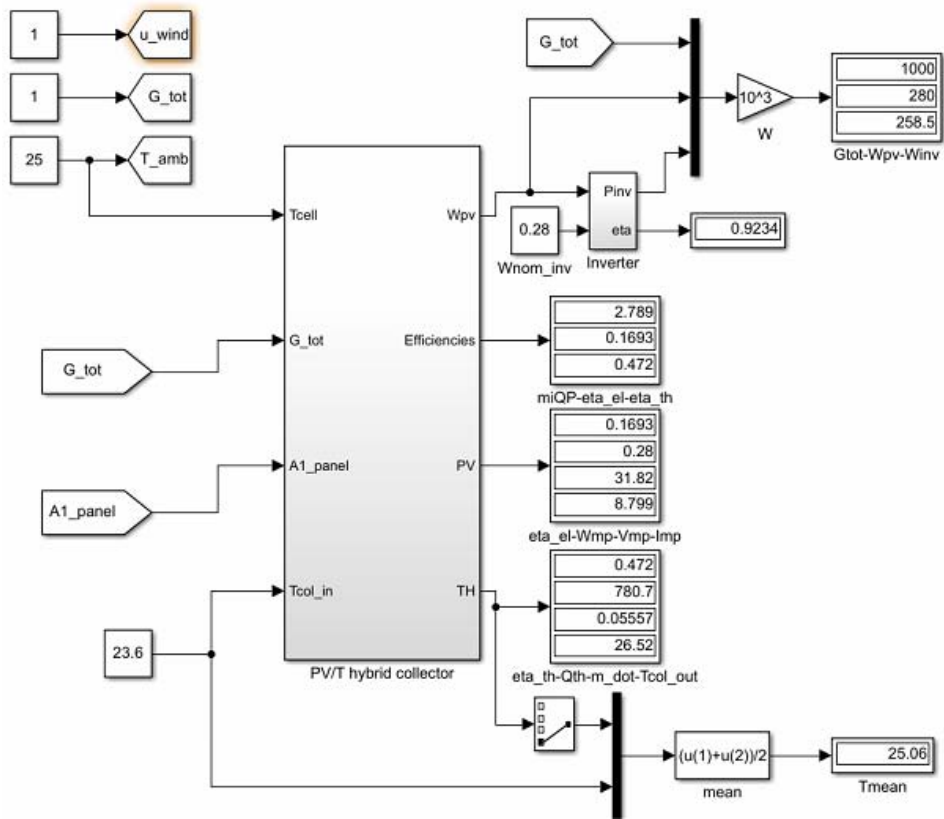 1
u_wind
G_tot
1
G_tot
10^3
W
1000
280
258.5
Gtot-Wpv-Winv
25
T_amb
Tcell
Wpv
Pinv
eta
Inverter
0.28
Wnom_inv
0.9234
G_tot
G_tot
Efficiencies
2.789
0.1693
0.472
miQP-eta_el-eta_th
A1_panel
A1_panel
PV
0.1693
0.28
31.82
8.799
eta_el-Wmp-Vmp-Imp
Tcol_in
TH
0.472
780.7
0.05557
26.52
eta_th-Qth-m_dot-Tcol_out
23.6
PV/T hybrid collector
(u(1)+u(2))/2
mean
25.06
Tmean